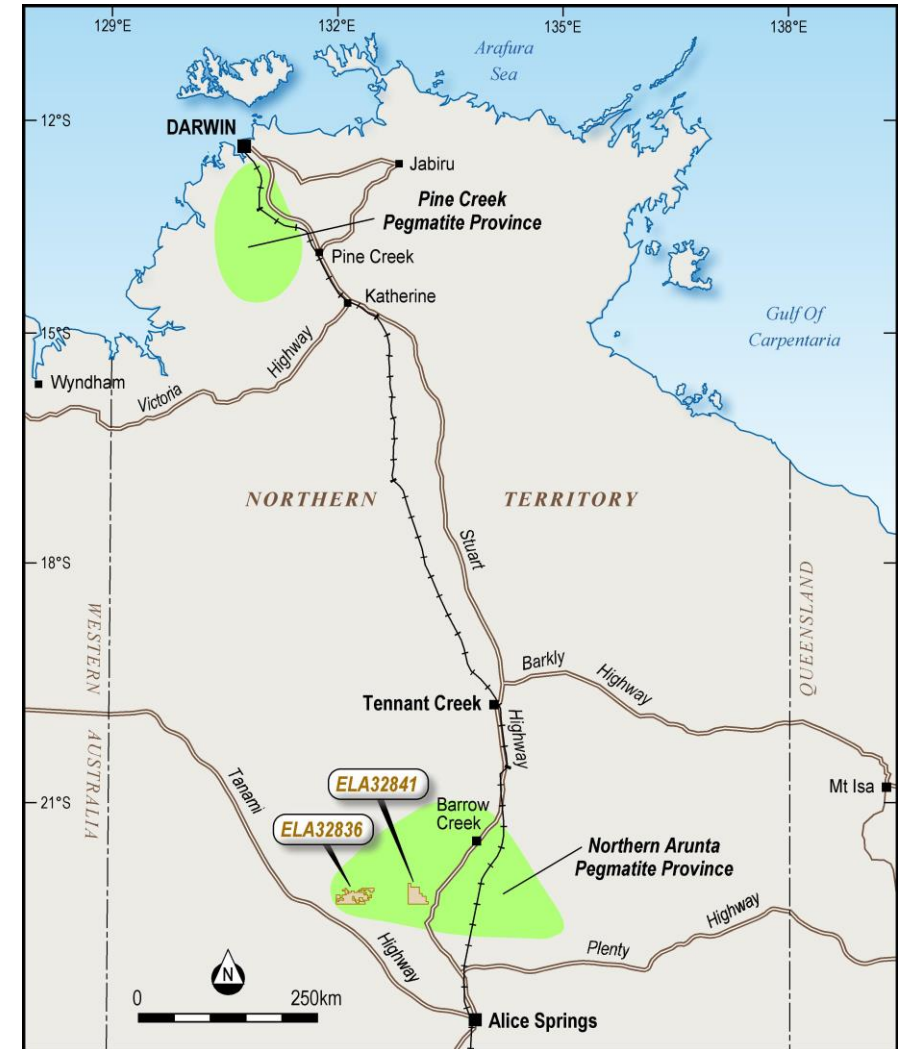 129°E
132°E
135°E
138°E
Arafura
Sea
12°S
DARWIN
Jabiru
Pine Creek
Pegmatite Province
Pine Creek
Katherine
Gulf Of
Carpentaria
15°S
Wyndham
Victoria
Highway
NORTHERN
TERRITORY
Stuart
18°S
WESTERN
AUSTRALIA
QUEENSLAND
Barkly
Highway
Tennant Creek
Highway
Mt Isa
Tanami
21°S
ELA32841
Barrow
Creek
ELA32836
Northern Arunta
Pegmatite Province
Highway
Plenty
Highway
N
0
250km
Alice Springs